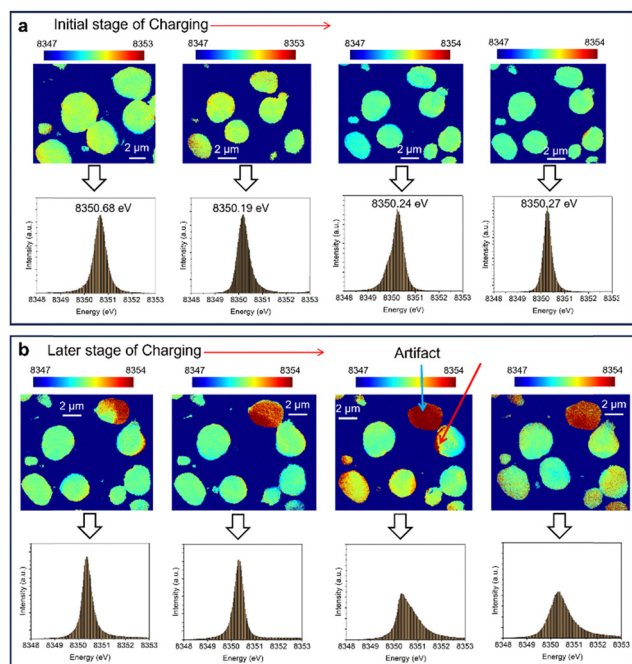 a Initial stage of Charging
8347 8353 8347 8353 8347 8354 8347 8354
2 μm 2 μm 2 μm 2 μm
8350.68 eV 8350.19 eV 8350.24 eV 8350.27 eV
Intensity (a.u.) Intensity (a.u.) Intensity (a.u.) Intensity (a.u.)
8348 8349 8350 8351 8352 8353 8348 8349 8350 8351 8352 8353 8348 8349 8350 8351 8352 8353 8348 8349 8350 8351 8352 8353
Energy (eV) Energy (eV) Energy (eV) Energy (eV)
b Later stage of Charging Artifact
8347 8354 8347 8354 8347 8354 8347 8354
2 μm 2 μm 2 μm 2 μm
Intensity (a.u.) Intensity (a.u.) Intensity (a.u.) Intensity (a.u.)
8348 8349 8350 8351 8352 8353 8348 8349 8350 8351 8352 8353 8348 8349 8350 8351 8352 8353 8348 8349 8350 8351 8352 8353
Energy (eV) Energy (eV) Energy (eV) Energy (eV)